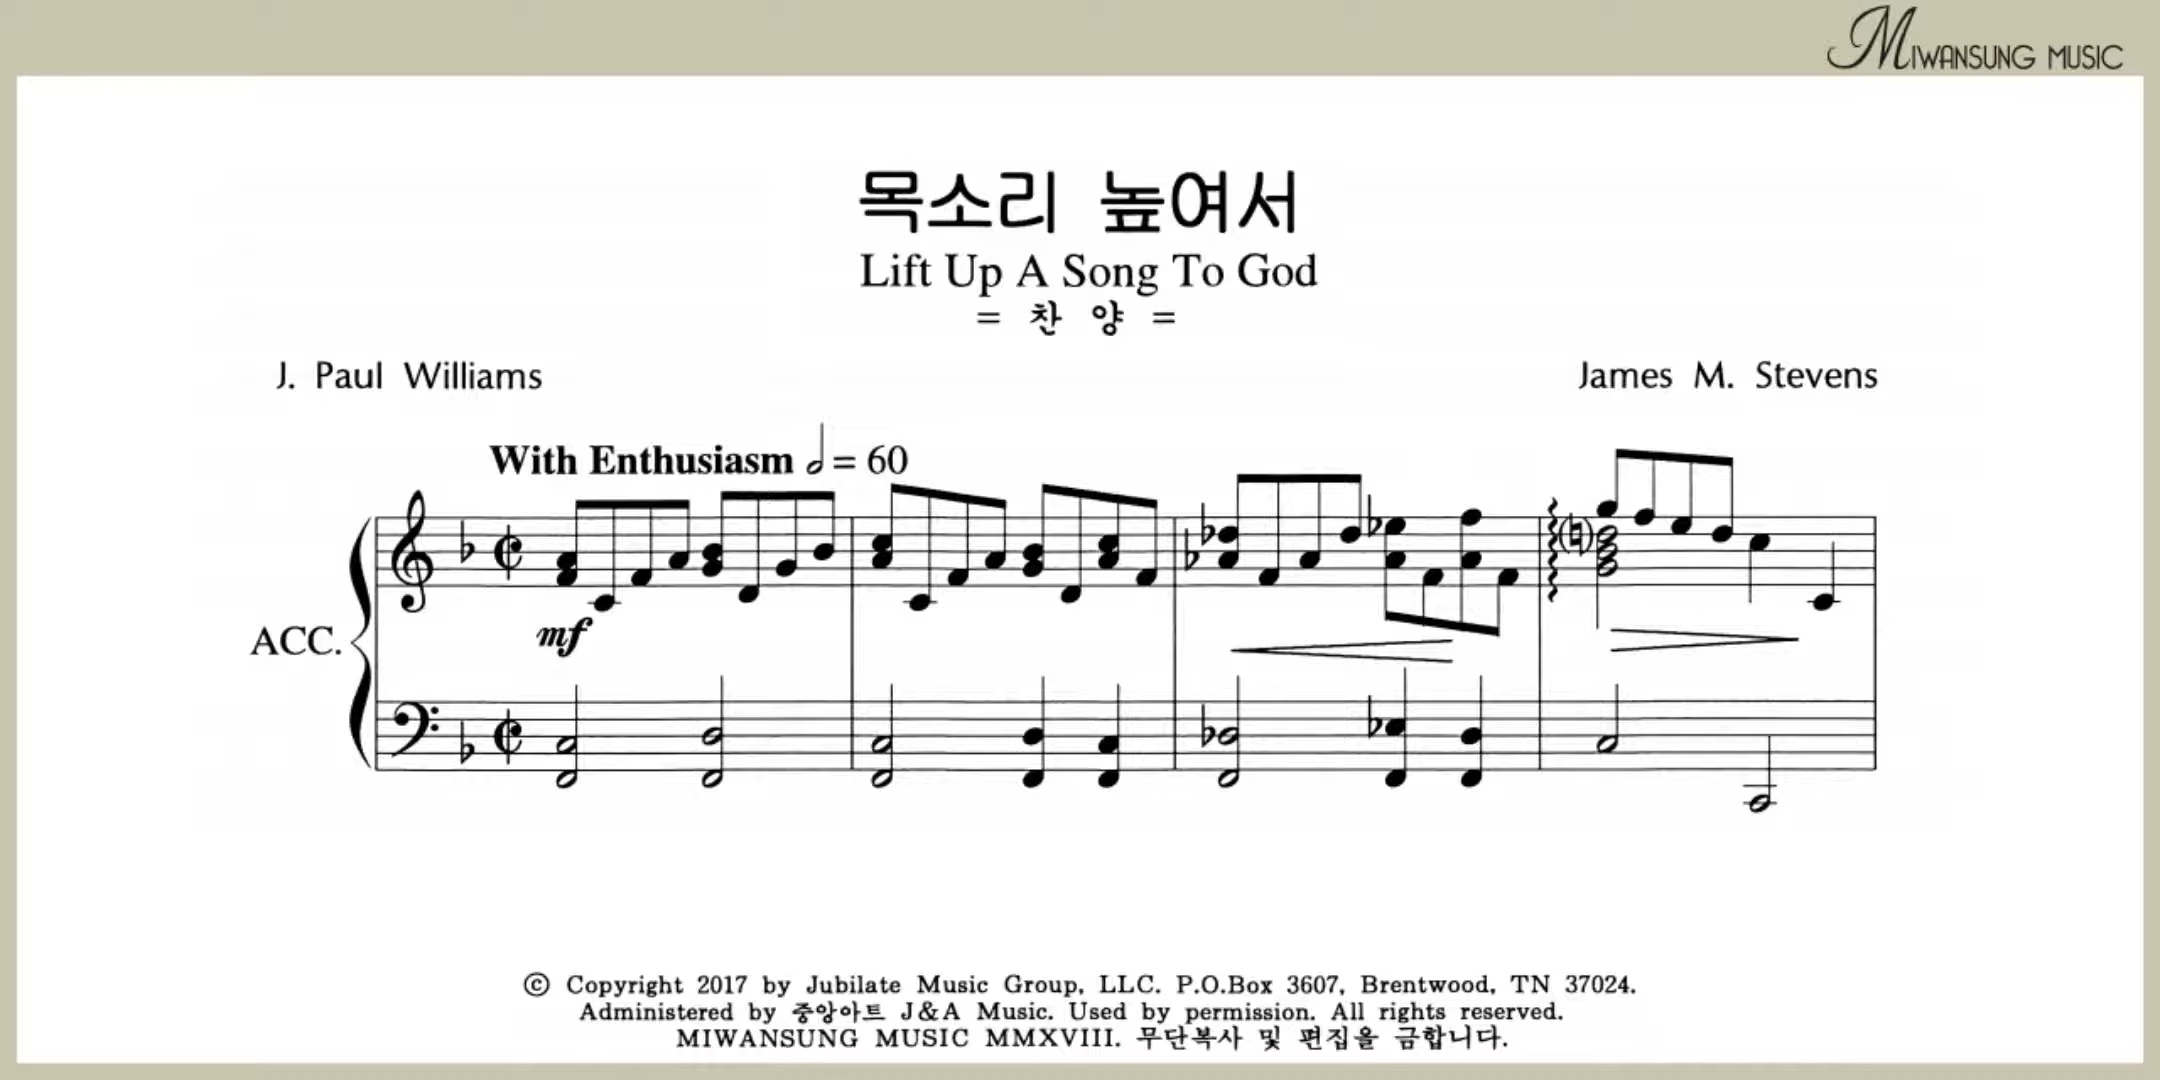 MIWANSUNG MUSIC
목소리 높여서
Lift Up A Song To God
= 찬 양 =
J. Paul Williams
James M. Stevens
With Enthusiasm 𝅗𝅥 = 60
mf
ACC.
© Copyright 2017 by Jubilate Music Group, LLC. P.O.Box 3607, Brentwood, TN 37024.
Administered by 중앙아트 J&A Music. Used by permission. All rights reserved.
MIWANSUNG MUSIC MMXVIII. 무단복사 및 편집을 금합니다.